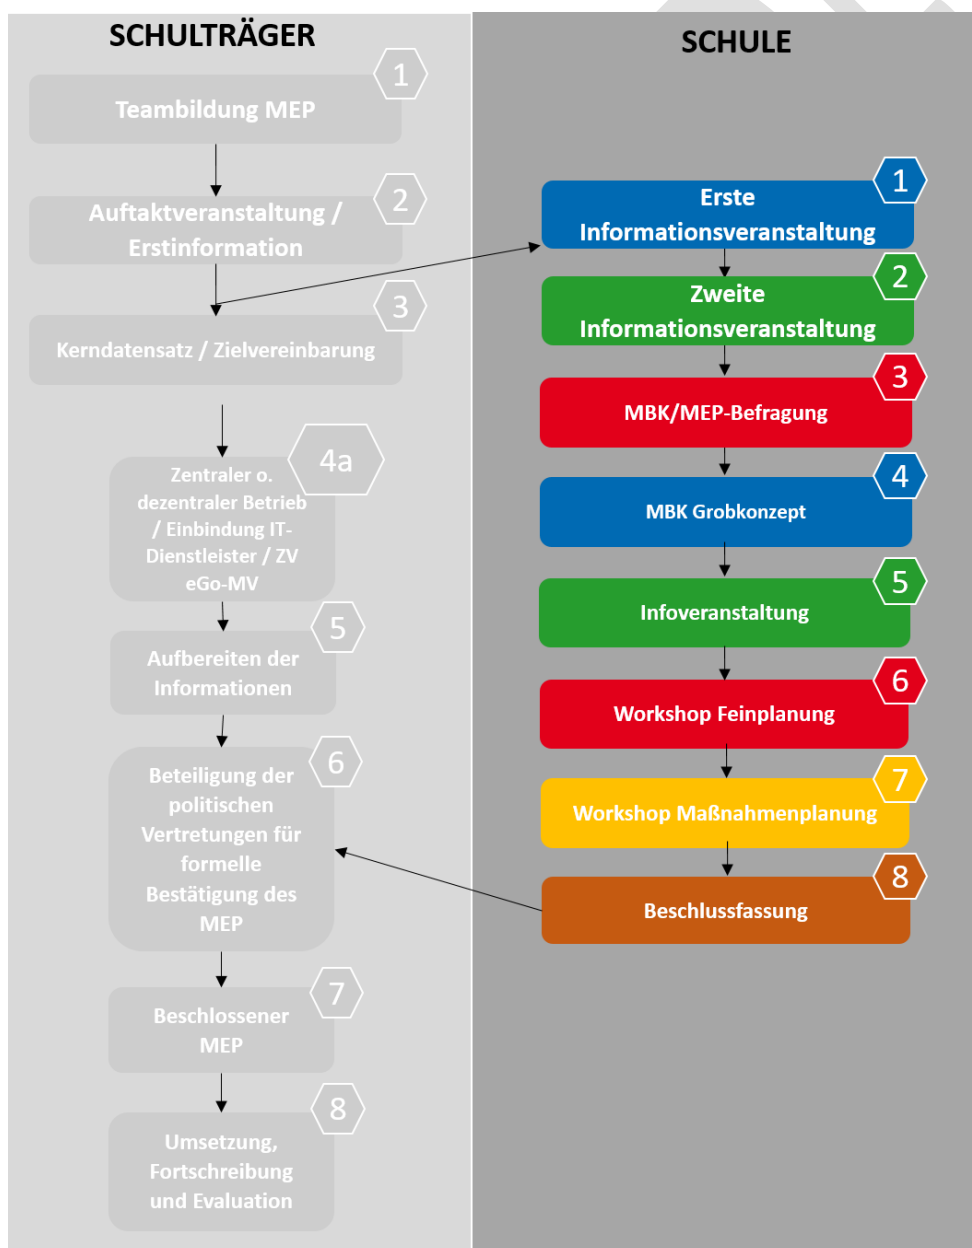 SCHULTRÄGER
1
Teambildung MEP
2
Auftaktveranstaltung /
Erstinformation
3
Kerndatensatz / Zielvereinbarung
4a
Zentraler o.
dezentraler Betrieb
/ Einbindung IT-
Dienstleister / ZV
eGo-MV
5
Aufbereiten der
Informationen
6
Beteiligung der
politischen
Vertretungen für
formelle
Bestätigung des
MEP
7
Beschlossener
MEP
8
Umsetzung,
Fortschreibung
und Evaluation
SCHULE
1
Erste
Informationsveranstaltung
2
Zweite
Informationsveranstaltung
3
MBK/MEP-Befragung
4
MBK Grobkonzept
5
Infoveranstaltung
6
Workshop Feinplanung
7
Workshop Maßnahmenplanung
8
Beschlussfassung